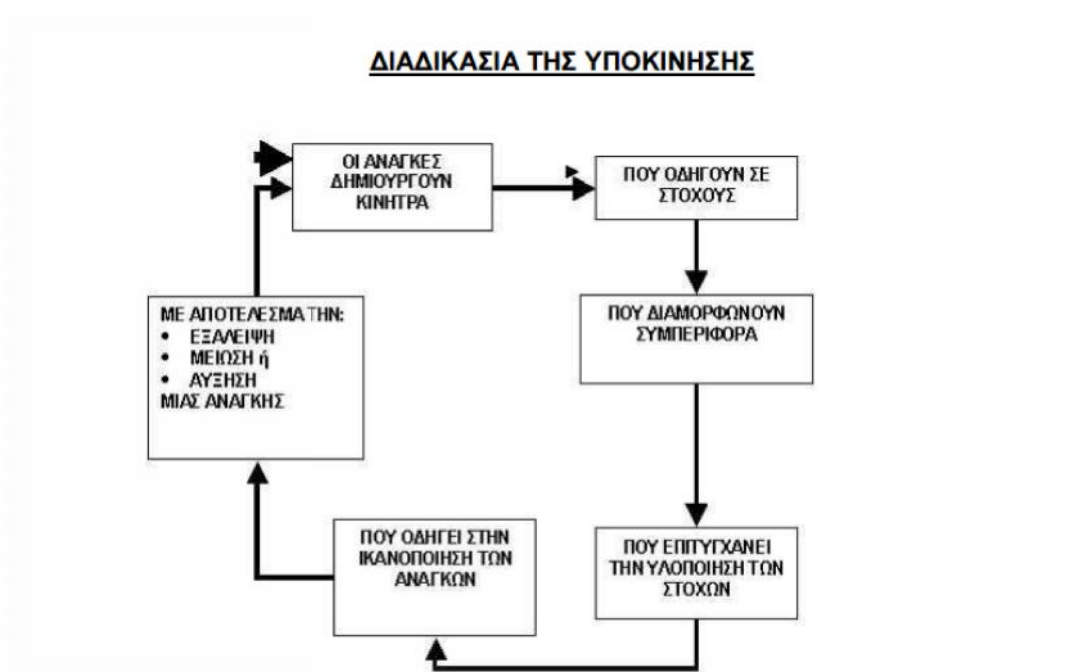 ΔΙΑΔΙΚΑΣΙΑ ΤΗΣ ΥΠΟΚΙΝΗΣΗΣ
ΟΙ ΑΝΑΓΚΕΣ
ΔΗΜΙΟΥΡΓΟΥΝ
ΚΙΝΗΤΡΑ
ΠΟΥ ΟΔΗΓΟΥΝ ΣΕ
ΣΤΟΧΟΥΣ
ΠΟΥ ΔΙΑΜΟΡΦΩΝΟΥΝ
ΣΥΜΠΕΡΙΦΟΡΑ
ΠΟΥ ΕΠΙΤΥΓΧΑΝΕΙ
ΤΗΝ ΥΛΟΠΟΙΗΣΗ ΤΩΝ
ΣΤΟΧΩΝ
ΠΟΥ ΟΔΗΓΕΙ ΣΤΗΝ
ΙΚΑΝΟΠΟΙΗΣΗ ΤΩΝ
ΑΝΑΓΚΩΝ
ΜΕ ΑΠΟΤΕΛΕΣΜΑ ΤΗΝ:
• ΕΞΑΛΕΙΨΗ
• ΜΕΙΩΣΗ ή
• ΑΥΞΗΣΗ
ΜΙΑΣ ΑΝΑΓΚΗΣ